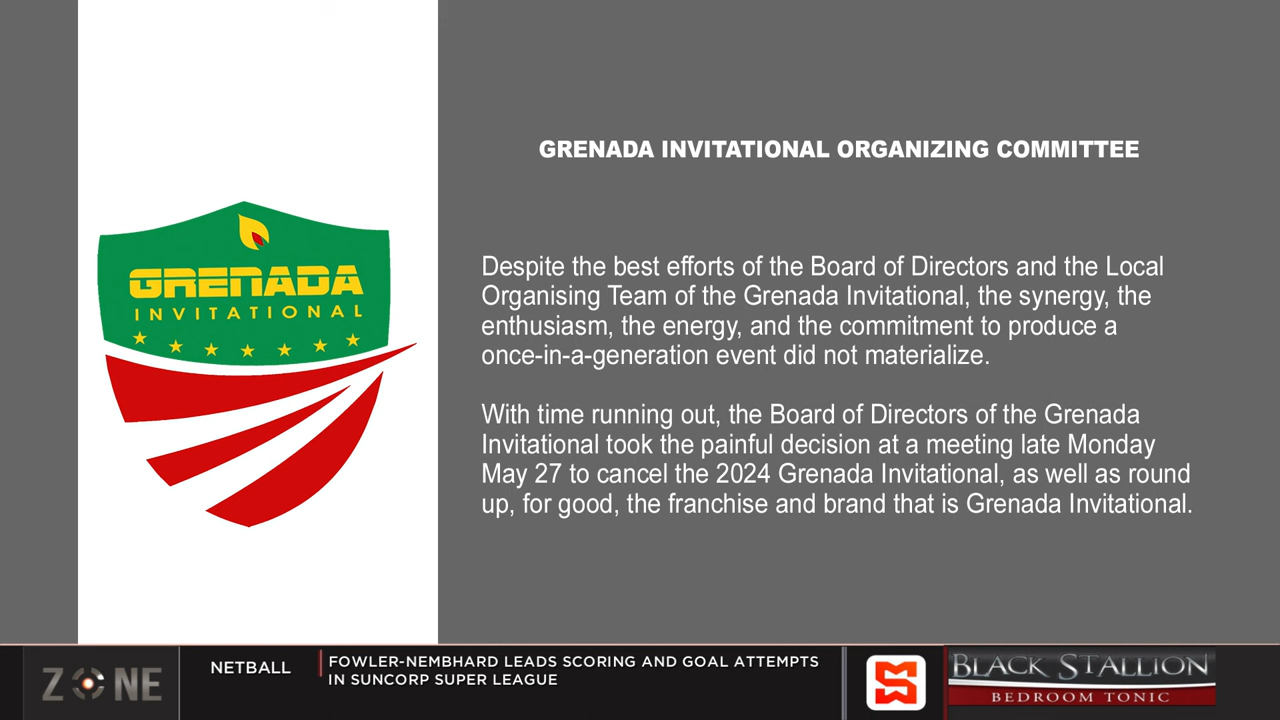 GRENADA INVITATIONAL ORGANIZING COMMITTEE
GRENADA
INVITATIONAL
Despite the best efforts of the Board of Directors and the Local
Organising Team of the Grenada Invitational, the synergy, the
enthusiasm, the energy, and the commitment to produce a
once-in-a-generation event did not materialize.
With time running out, the Board of Directors of the Grenada
Invitational took the painful decision at a meeting late Monday
May 27 to cancel the 2024 Grenada Invitational, as well as round
up, for good, the franchise and brand that is Grenada Invitational.
ZONE
NETBALL
FOWLER-NEMBHARD LEADS SCORING AND GOAL ATTEMPTS
IN SUNCORP SUPER LEAGUE
BLACK STALLION
BEDROOM TONIC